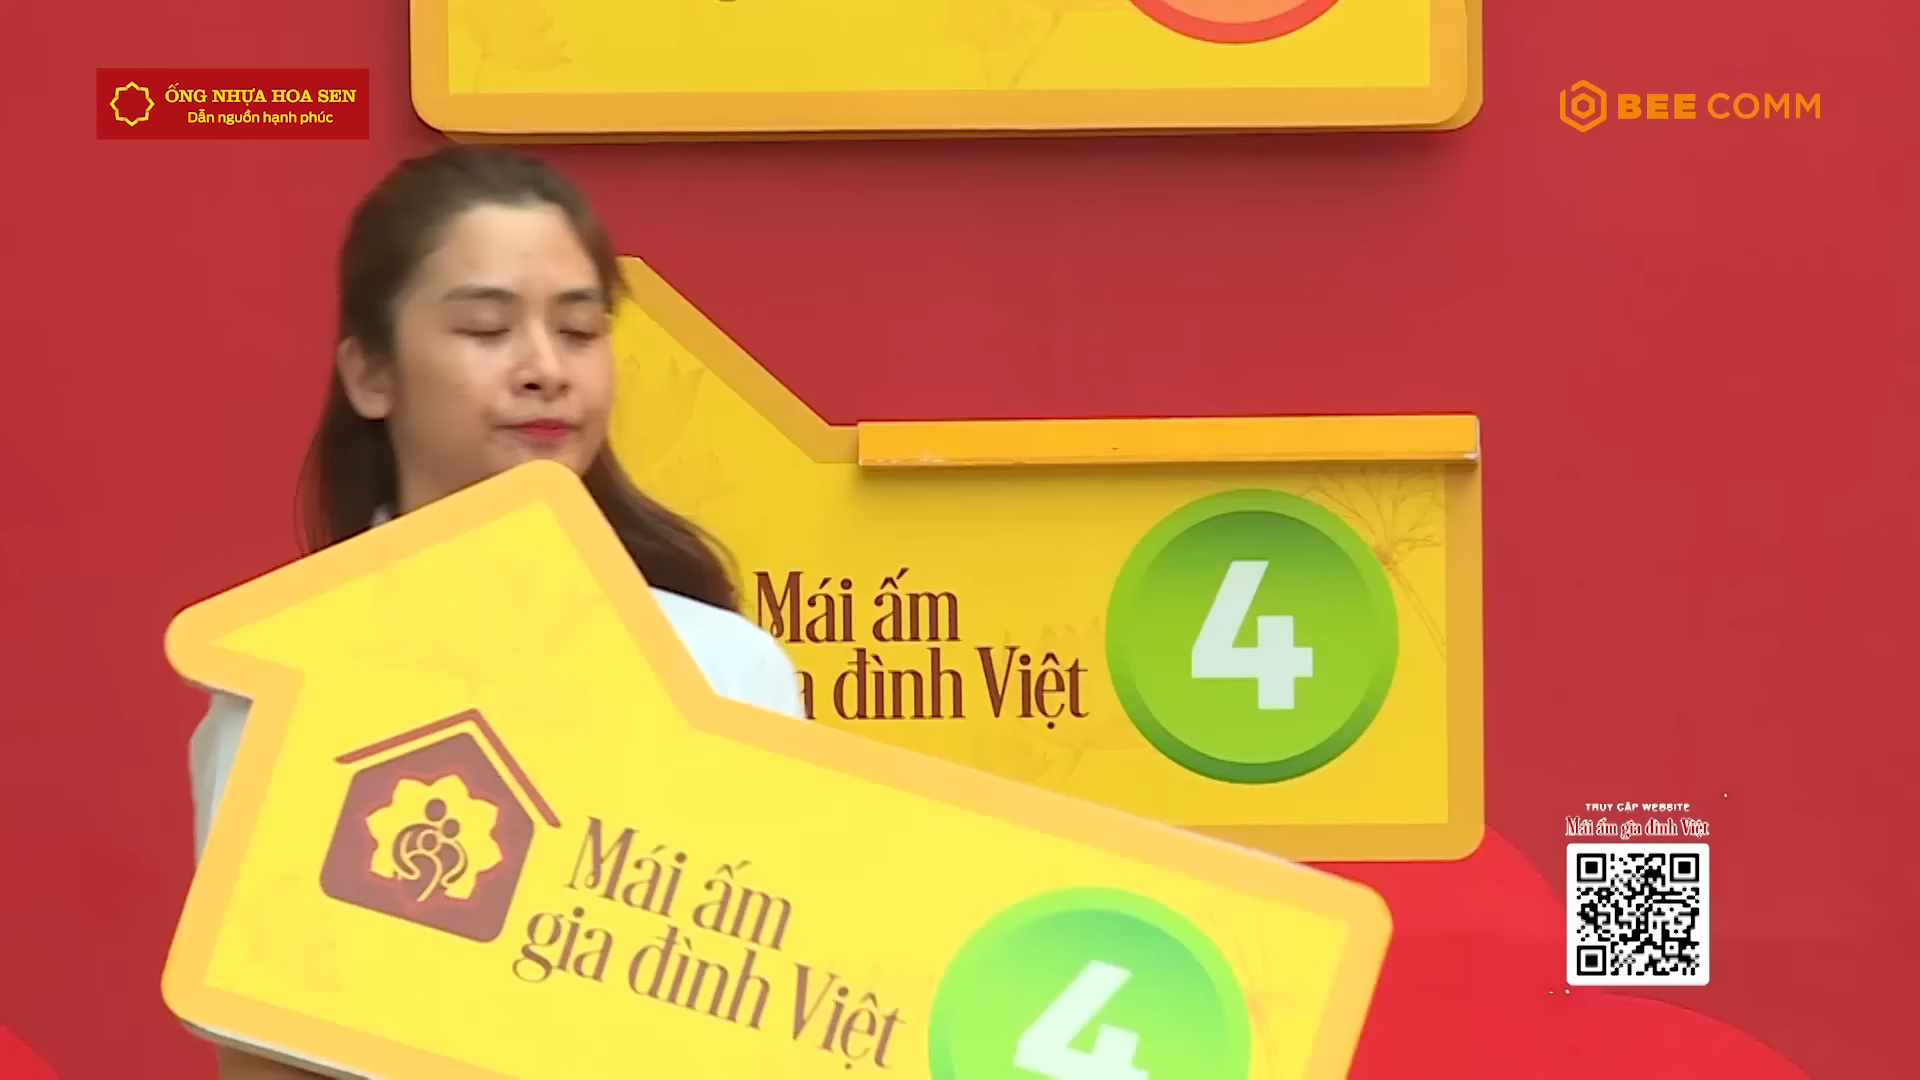 ỐNG NHỰA HOA SEN
Dẫn nguồn hạnh phúc
BEE COMM
Mái ấm
đình Việt
4
Mái ấm
gia đình Việt
4
TRUY CẬP WEBSITE
Mái ấm gia đình Việt